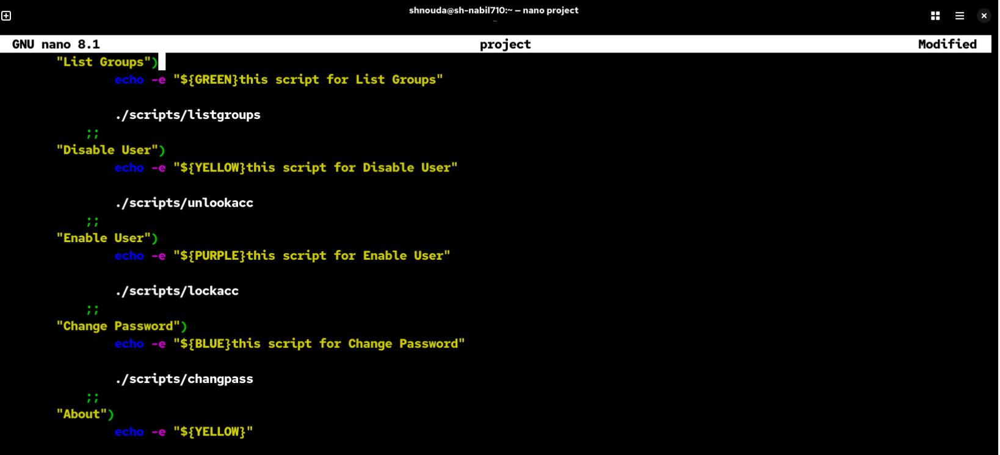 shnouda@sh-nabil710:~ — nano project
~
GNU nano 8.1 project Modified
"List Groups")
echo -e "${GREEN}this script for List Groups"
./scripts/listgroups
;;
"Disable User")
echo -e "${YELLOW}this script for Disable User"
./scripts/unlookacc
;;
"Enable User")
echo -e "${PURPLE}this script for Enable User"
./scripts/lockacc
;;
"Change Password")
echo -e "${BLUE}this script for Change Password"
./scripts/changpass
;;
"About")
echo -e "${YELLOW}"